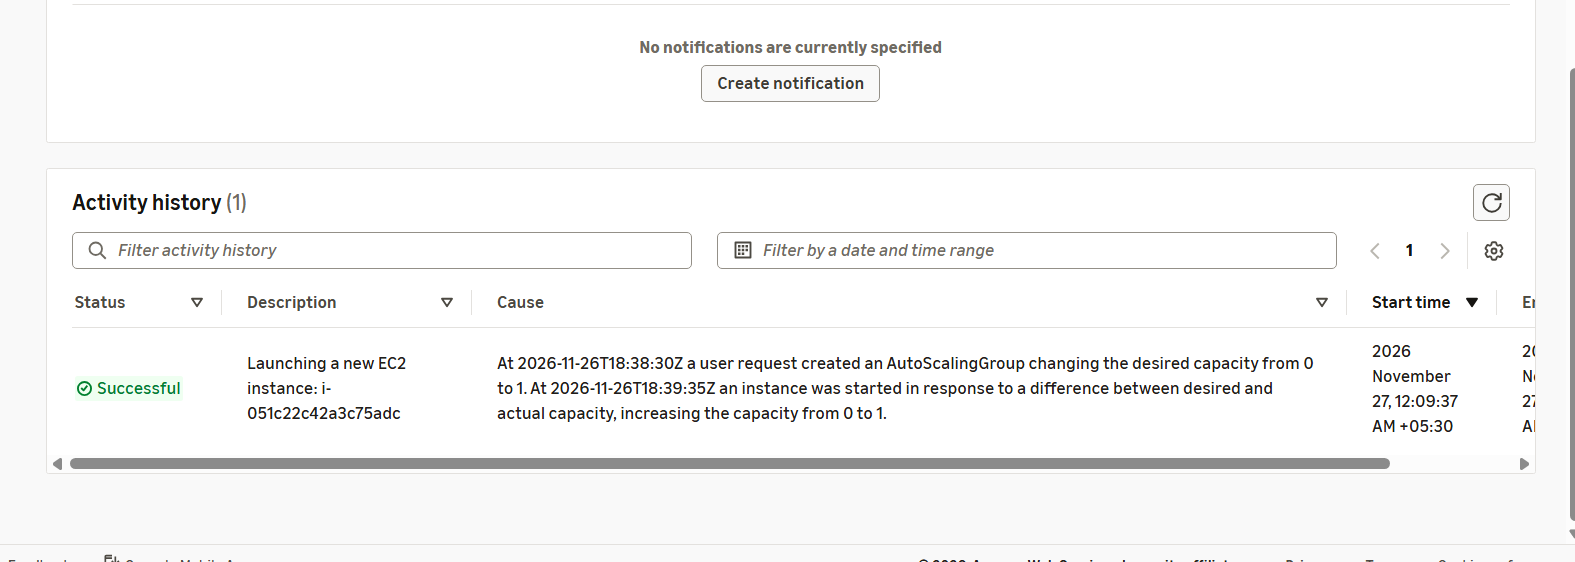 No notifications are currently specified
Create notification
Activity history (1)
Filter activity history
Filter by a date and time range
1
Status
Description
Cause
Start time
Successful
Launching a new EC2
instance: i-
051c22c42a3c75adc
At 2026-11-26T18:38:30Z a user request created an AutoScalingGroup changing the desired capacity from 0
to 1. At 2026-11-26T18:39:35Z an instance was started in response to a difference between desired and
actual capacity, increasing the capacity from 0 to 1.
2026
November
27, 12:09:37
AM +05:30